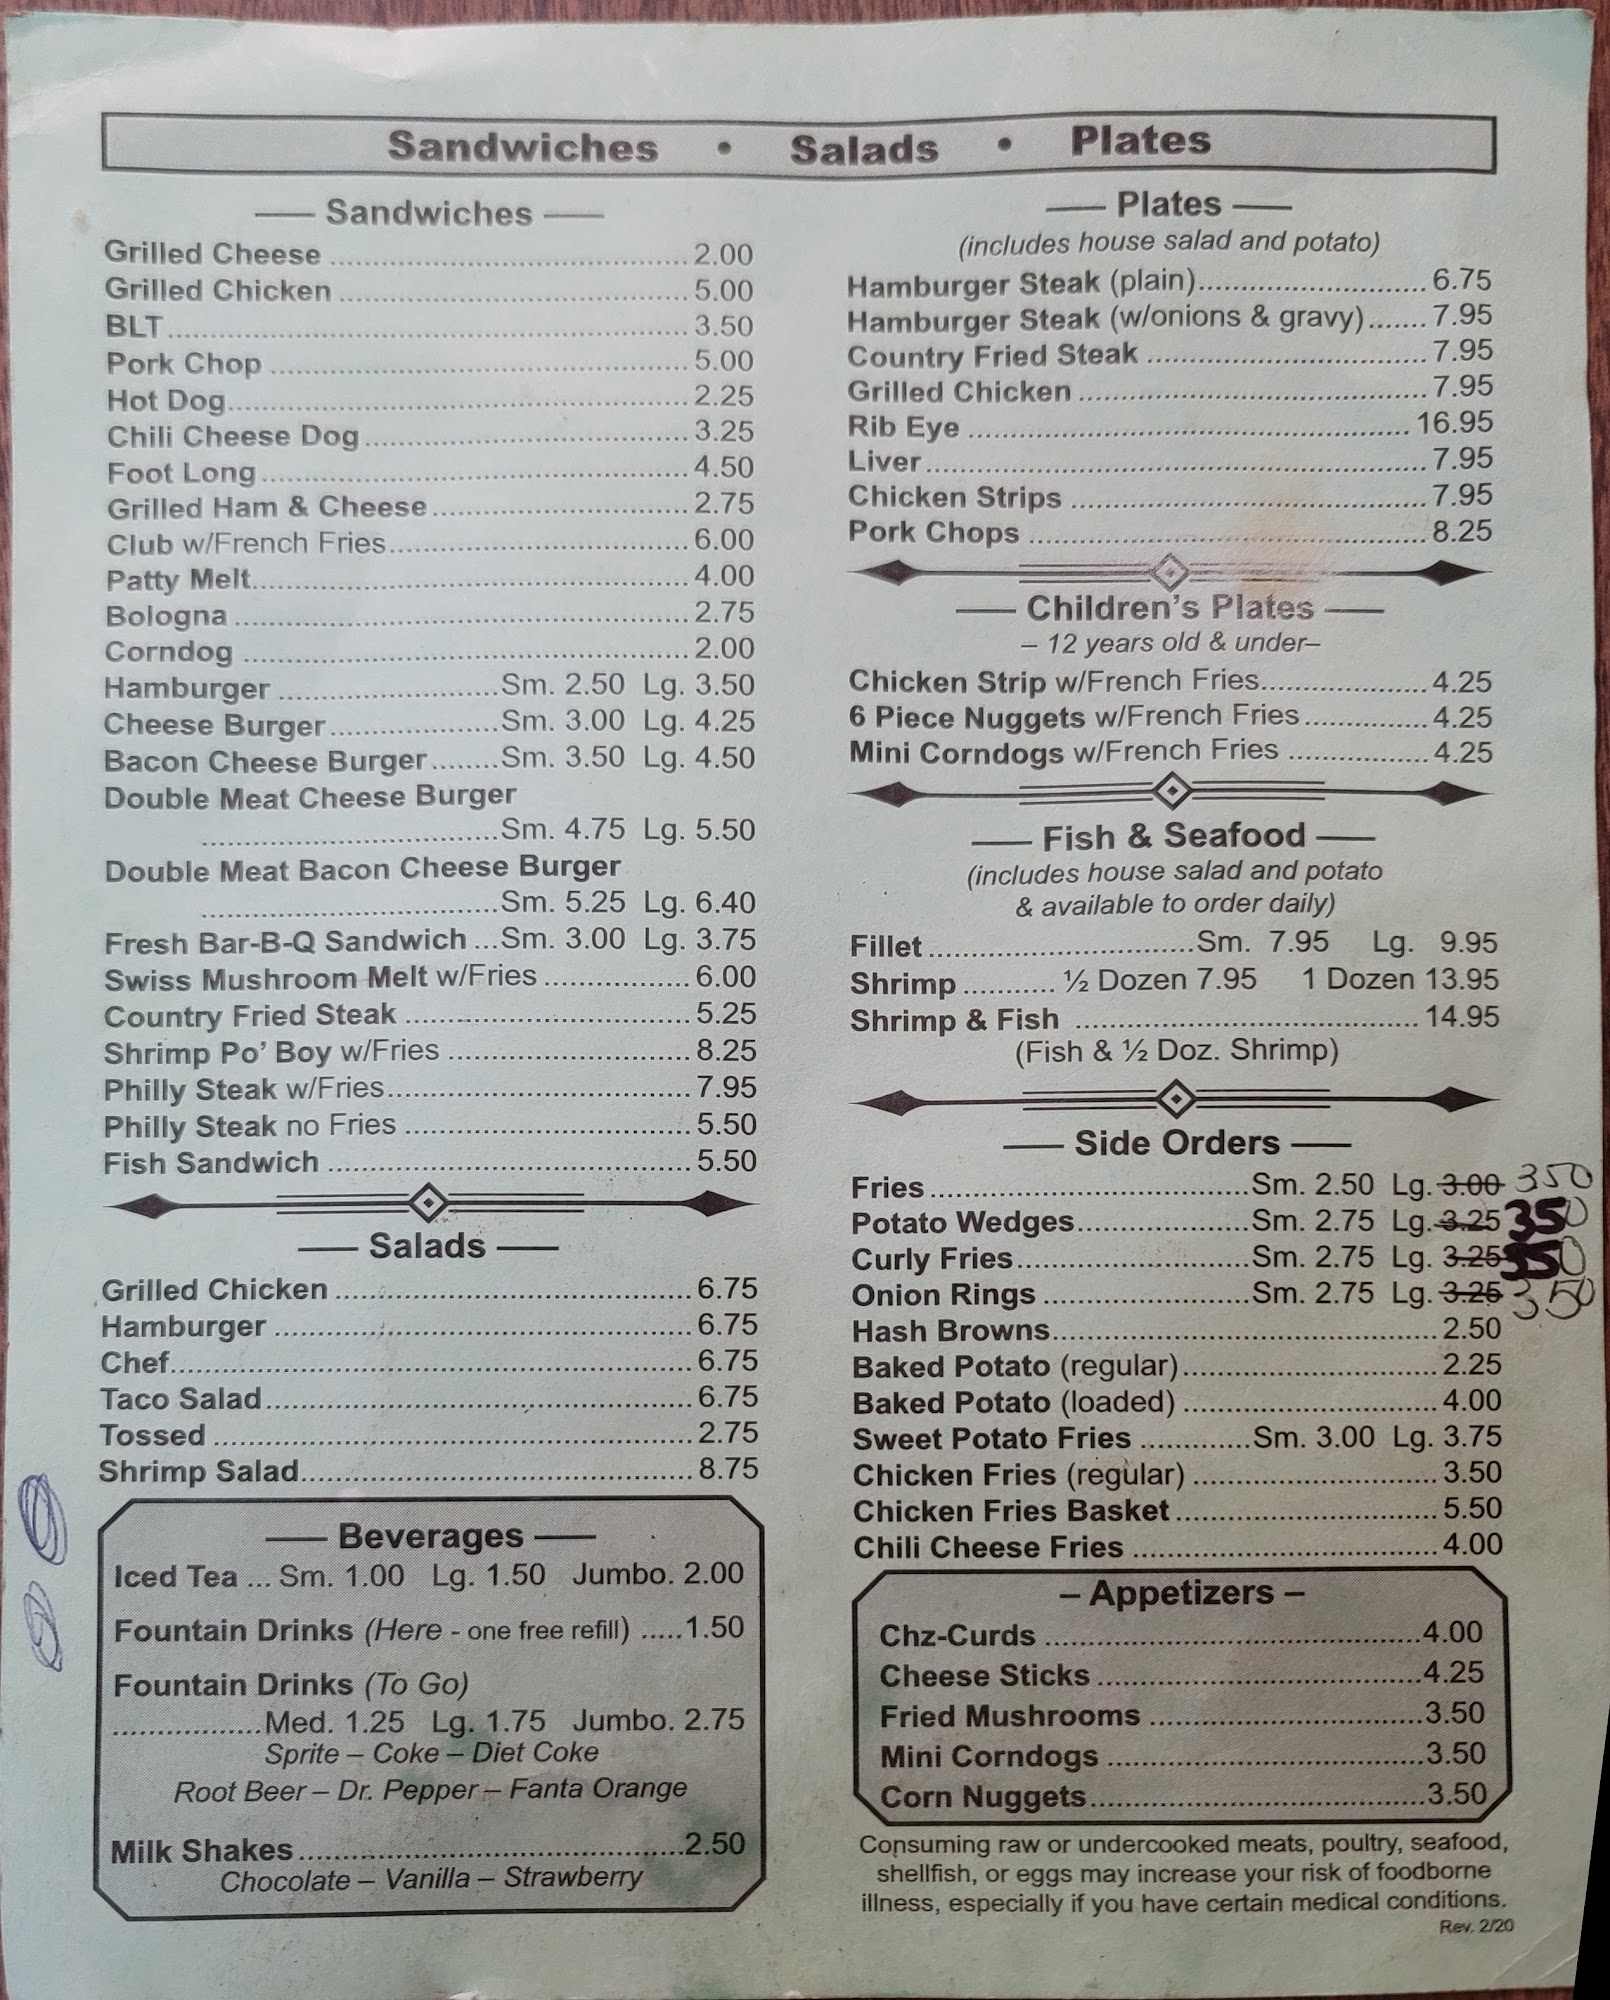 Sandwiches • Salads • Plates
Sandwiches
Grilled Cheese 2.00
Grilled Chicken 5.00
BLT 3.50
Pork Chop 5.00
Hot Dog 2.25
Chili Cheese Dog 3.25
Foot Long 4.50
Grilled Ham & Cheese 2.75
Club w/French Fries 6.00
Patty Melt 4.00
Bologna 2.75
Corndog 2.00
Hamburger Sm. 2.50 Lg. 3.50
Cheese Burger Sm. 3.00 Lg. 4.25
Bacon Cheese Burger Sm. 3.50 Lg. 4.50
Double Meat Cheese Burger
Sm. 4.75 Lg. 5.50
Double Meat Bacon Cheese Burger
Sm. 5.25 Lg. 6.40
Fresh Bar-B-Q Sandwich ...Sm. 3.00 Lg. 3.75
Swiss Mushroom Melt w/Fries 6.00
Country Fried Steak 5.25
Shrimp Po' Boy w/Fries 8.25
Philly Steak w/Fries 7.95
Philly Steak no Fries 5.50
Fish Sandwich 5.50
Salads
Grilled Chicken 6.75
Hamburger 6.75
Chef 6.75
Taco Salad 6.75
Tossed 2.75
Shrimp Salad 8.75
Beverages
Iced Tea ... Sm. 1.00 Lg. 1.50 Jumbo. 2.00
Fountain Drinks (Here - one free refill) 1.50
Fountain Drinks (To Go)
Med. 1.25 Lg. 1.75 Jumbo. 2.75
Sprite – Coke – Diet Coke
Root Beer – Dr. Pepper – Fanta Orange
Milk Shakes 2.50
Chocolate – Vanilla – Strawberry
Plates
(includes house salad and potato)
Hamburger Steak (plain) 6.75
Hamburger Steak (w/onions & gravy) 7.95
Country Fried Steak 7.95
Grilled Chicken 7.95
Rib Eye 16.95
Liver 7.95
Chicken Strips 7.95
Pork Chops 8.25
Children's Plates
– 12 years old & under–
Chicken Strip w/French Fries 4.25
6 Piece Nuggets w/French Fries 4.25
Mini Corndogs w/French Fries 4.25
Fish & Seafood
(includes house salad and potato
& available to order daily)
Fillet Sm. 7.95 Lg. 9.95
Shrimp ½ Dozen 7.95 1 Dozen 13.95
Shrimp & Fish 14.95
(Fish & ½ Doz. Shrimp)
Side Orders
Fries Sm. 2.50 Lg. 3.00 350
Potato Wedges Sm. 2.75 Lg. 3.25 350
Curly Fries Sm. 2.75 Lg. 3.25 350
Onion Rings Sm. 2.75 Lg. 3.25 3.50
Hash Browns 2.50
Baked Potato (regular) 2.25
Baked Potato (loaded) 4.00
Sweet Potato Fries Sm. 3.00 Lg. 3.75
Chicken Fries (regular) 3.50
Chicken Fries Basket 5.50
Chili Cheese Fries 4.00
– Appetizers –
Chz-Curds 4.00
Cheese Sticks 4.25
Fried Mushrooms 3.50
Mini Corndogs 3.50
Corn Nuggets 3.50
Consuming raw or undercooked meats, poultry, seafood,
shellfish, or eggs may increase your risk of foodborne
illness, especially if you have certain medical conditions.
Rev. 2/20